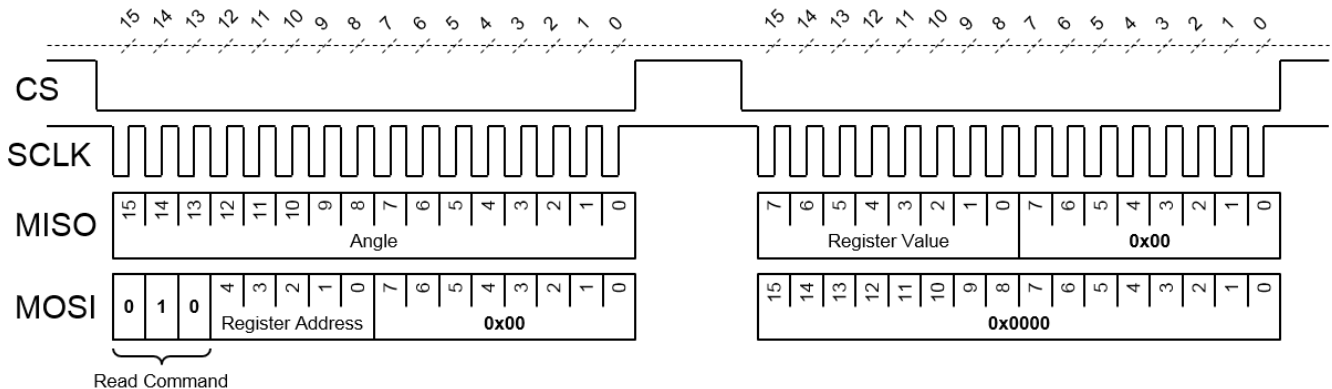 15 14 13 12 11 10 9 8 7 6 5 4 3 2 1 0 15 14 13 12 11 10 9 8 7 6 5 4 3 2 1 0
CS
SCLK
MISO
15 14 13 12 11 10 9 8 7 6 5 4 3 2 1 0 7 6 5 4 3 2 1 0 7 6 5 4 3 2 1 0
Angle Register Value 0x00
MOSI
0 1 0 4 3 2 1 0 7 6 5 4 3 2 1 0 15 14 13 12 11 10 9 8 7 6 5 4 3 2 1 0
Register Address 0x00 0x0000
Read Command